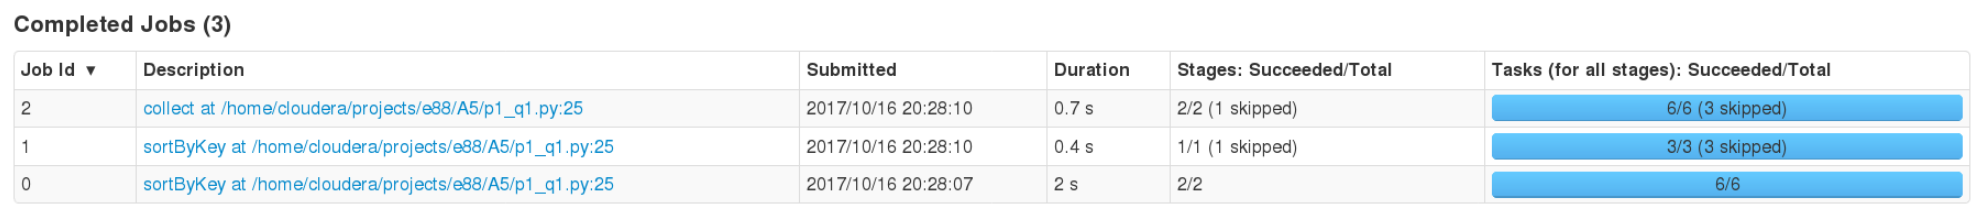 Completed Jobs (3)
Job Id ▼ Description Submitted Duration Stages: Succeeded/Total Tasks (for all stages): Succeeded/Total
2 collect at /home/cloudera/projects/e88/A5/p1_q1.py:25 2017/10/16 20:28:10 0.7 s 2/2 (1 skipped) 6/6 (3 skipped)
1 sortByKey at /home/cloudera/projects/e88/A5/p1_q1.py:25 2017/10/16 20:28:10 0.4 s 1/1 (1 skipped) 3/3 (3 skipped)
0 sortByKey at /home/cloudera/projects/e88/A5/p1_q1.py:25 2017/10/16 20:28:07 2 s 2/2 6/6